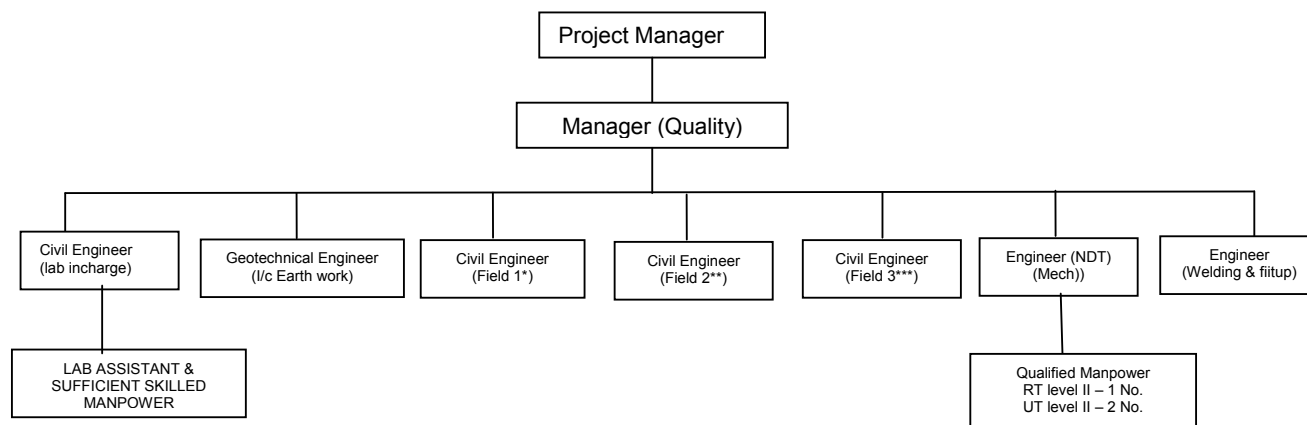 Project Manager
Manager (Quality)
Civil Engineer
(lab incharge)
Geotechnical Engineer
(I/c Earth work)
Civil Engineer
(Field 1*)
Civil Engineer
(Field 2**)
Civil Engineer
(Field 3***)
Engineer (NDT)
(Mech))
Engineer
(Welding & fiitup)
LAB ASSISTANT &
SUFFICIENT SKILLED
MANPOWER
Qualified Manpower
RT level II – 1 No.
UT level II – 2 No.